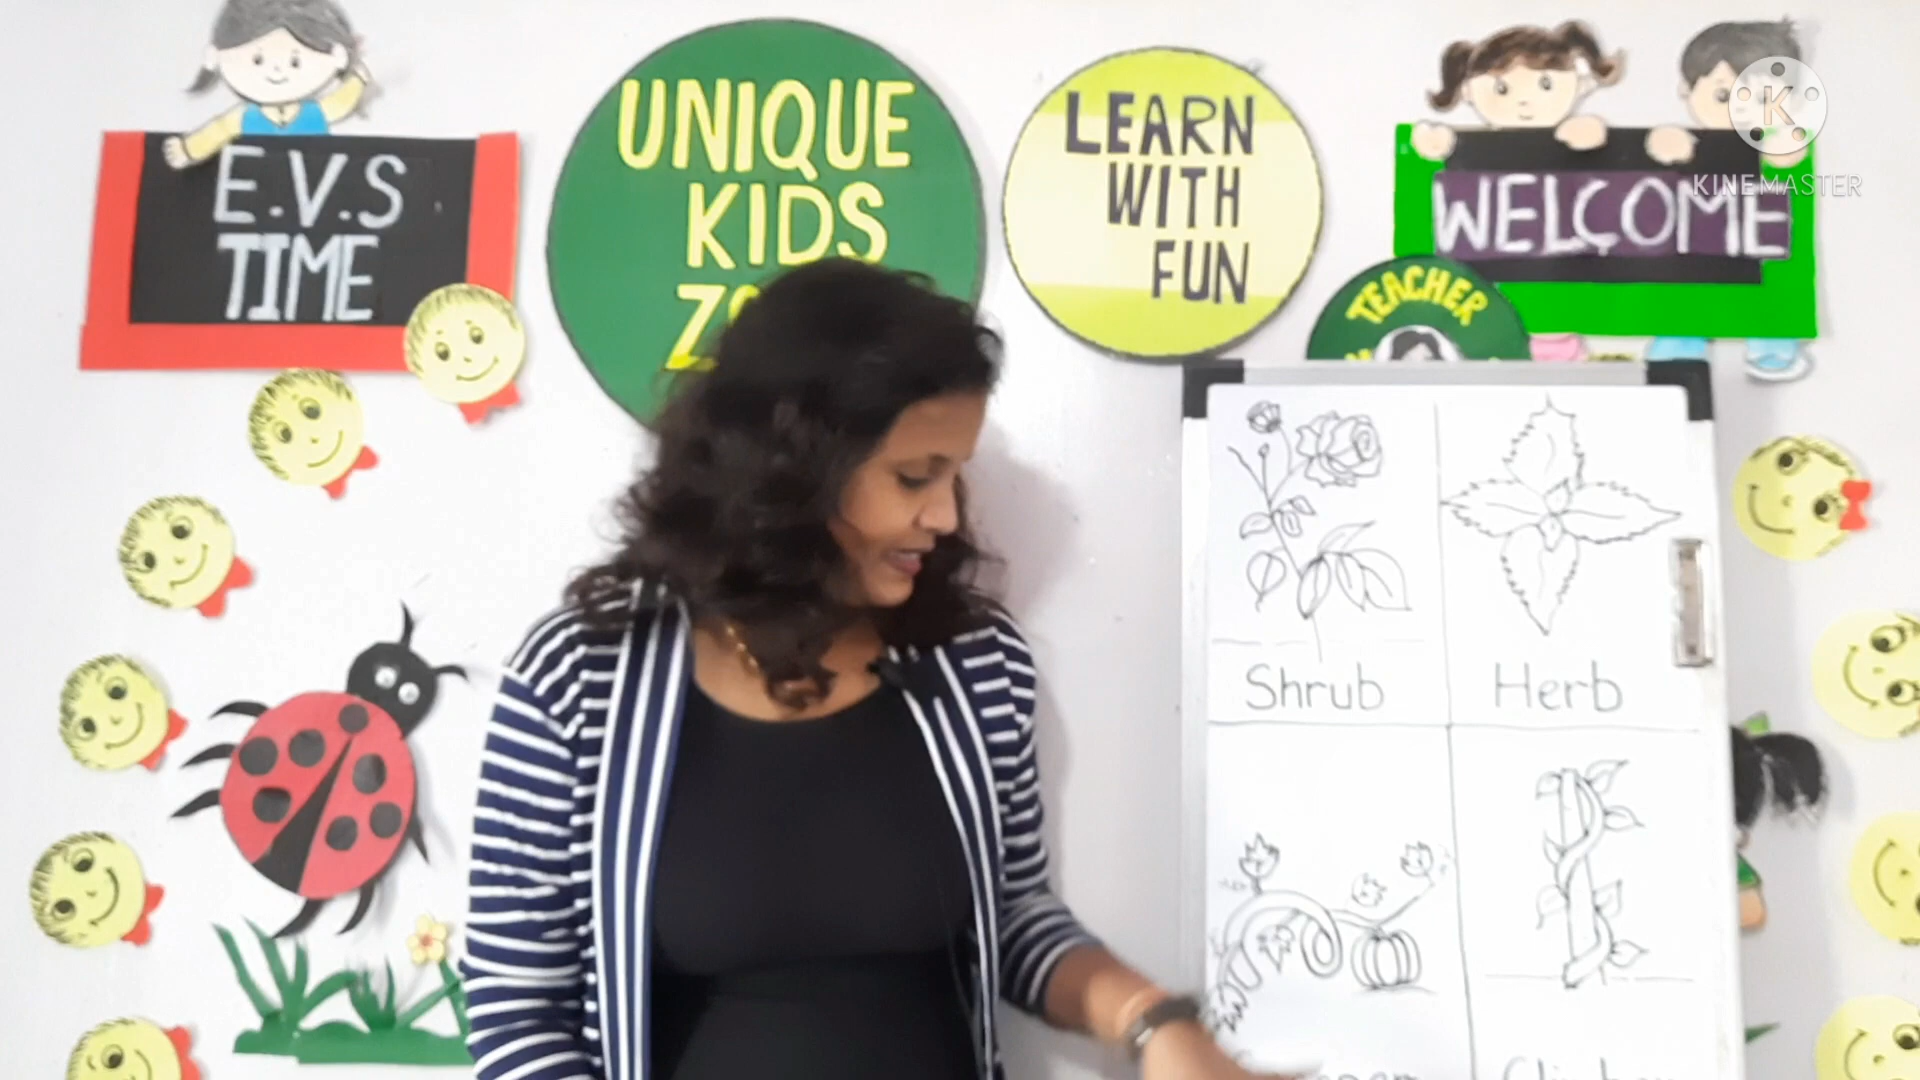 E.V.S
TIME
UNIQUE
KIDS
LEARN
WITH
FUN
WELCOME
KINEMASTER
TEACHER
Shrub
Herb